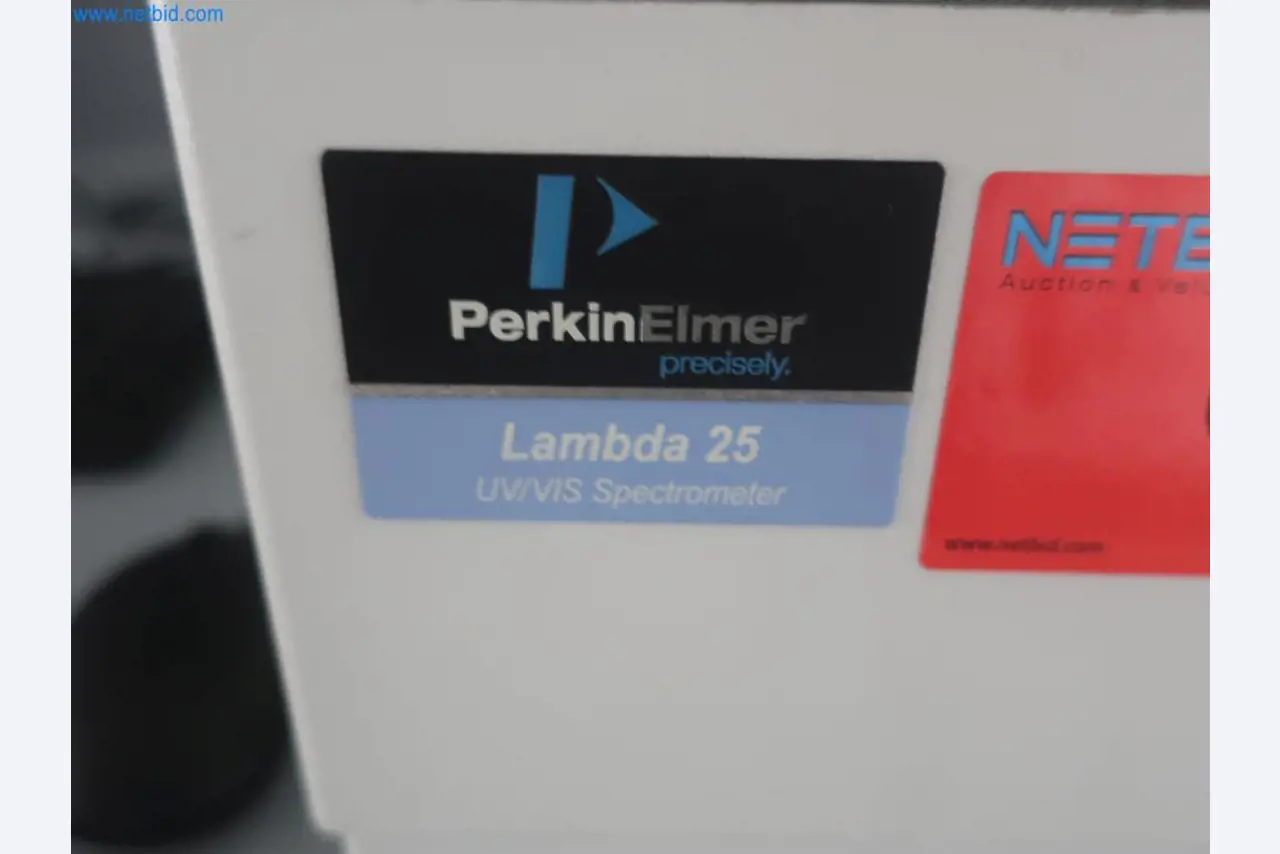 www.netbid.com
PerkinElmer
precisely.
Lambda 25
UV/VIS Spectrometer
NETB
Auction & Valu
www.netbid.com